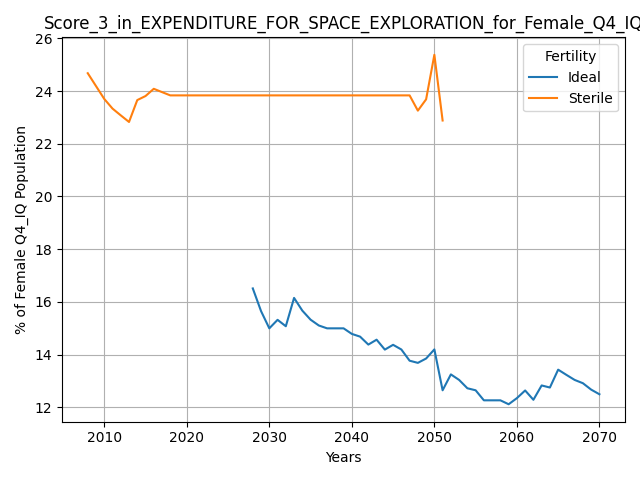 Score_3_in_EXPENDITURE_FOR_SPACE_EXPLORATION_for_Female_Q4_IQ
26
24
22
20
18
16
14
12
% of Female Q4_IQ Population
Fertility
Ideal
Sterile
2010 2020 2030 2040 2050 2060 2070
Years